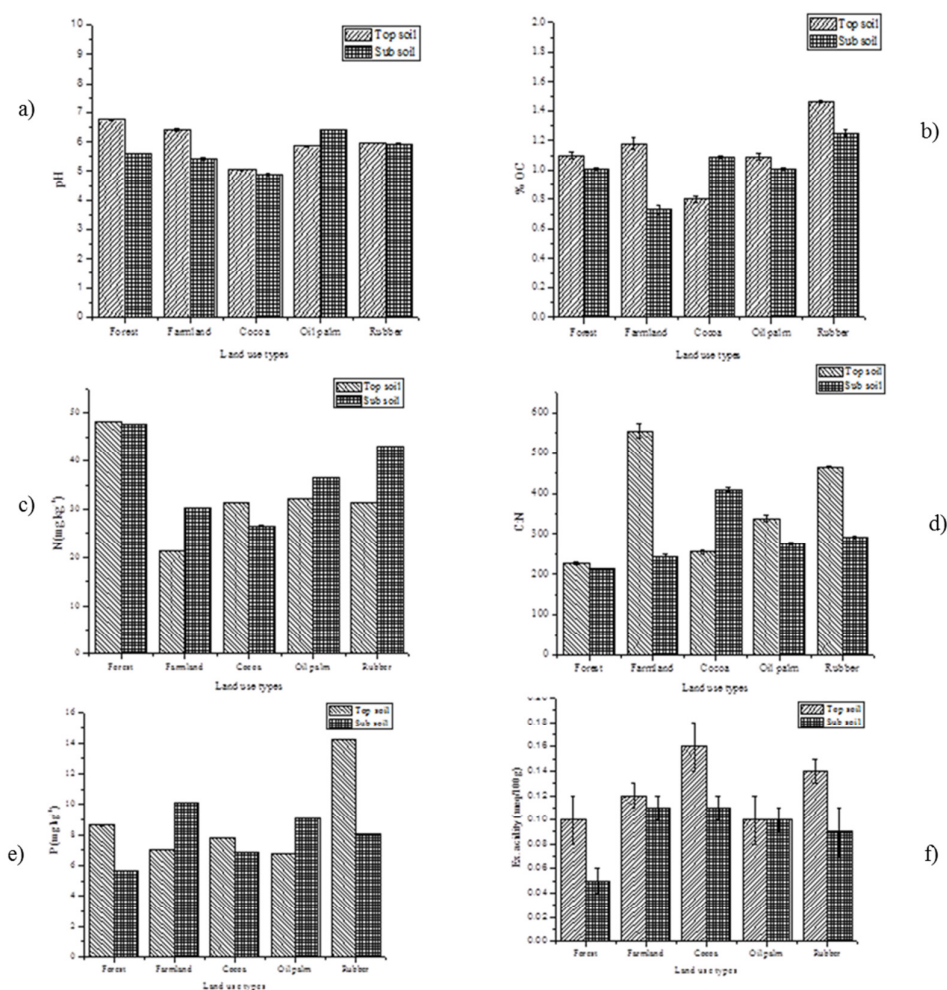 a)
10
9
8
7
6
5
4
3
2
1
0
pH
Top soil
Sub soil
Forest Farmland Cocoa Oil palm Rubber
Land use types
b)
2.0
1.8
1.6
1.4
1.2
1.0
0.8
0.6
0.4
0.2
0.0
% OC
Top soil
Sub soil
Forest Farmland Cocoa Oil palm Rubber
Land use types
c)
50
40
30
20
10
0
N(mg kg⁻¹)
Top soil
Sub soil
Forest Farmland Cocoa Oil palm Rubber
Land use types
d)
600
500
400
300
200
100
0
C:N
Top soil
Sub soil
Forest Farmland Cocoa Oil palm Rubber
Land use types
e)
16
14
12
10
8
6
4
2
0
P(mg kg⁻¹)
Top soil
Sub soil
Forest Farmland Cocoa Oil palm Rubber
Land use types
f)
0.20
0.18
0.16
0.14
0.12
0.10
0.08
0.06
0.04
0.02
0.00
Ex acidity (meq/100g)
Top soil
Sub soil
Forest Farmland Cocoa Oil palm Rubber
Land use types